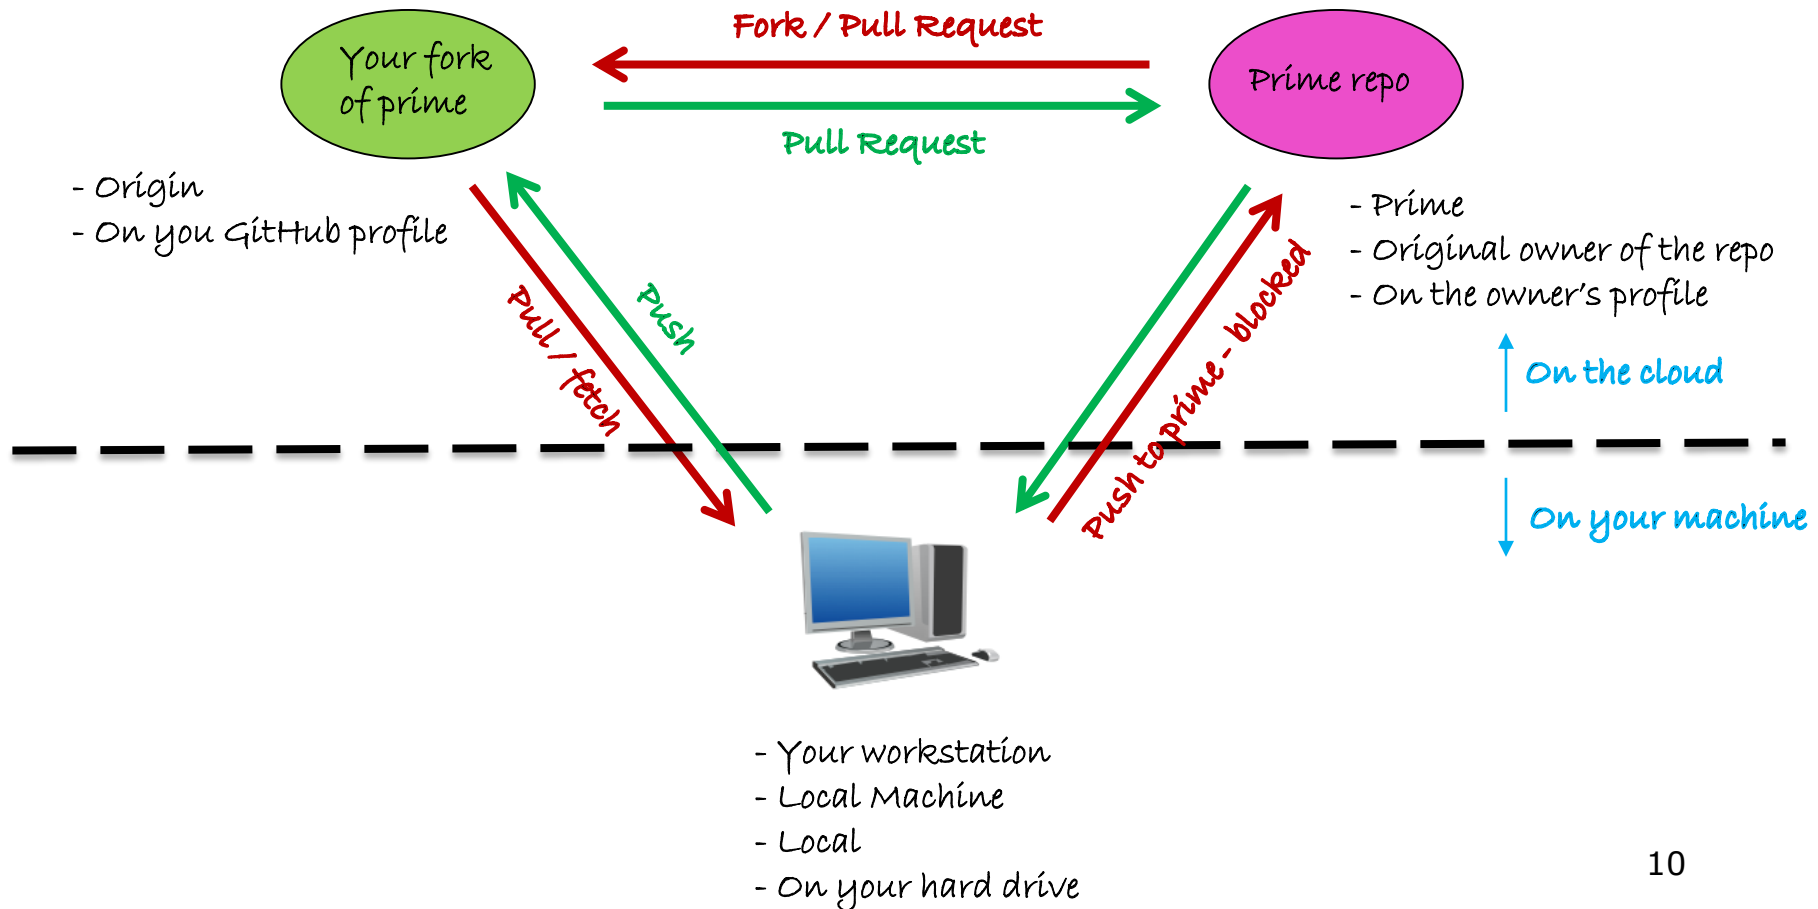 Fork / Pull Request
Your fork
of prime
Prime repo
Pull Request
- Origin
- On you GitHub profile
- Prime
- Original owner of the repo
- On the owner's profile
Pull / fetch
Push
Push to prime - blocked
On the cloud
On your machine
- Your workstation
- Local Machine
- Local
- On your hard drive
10